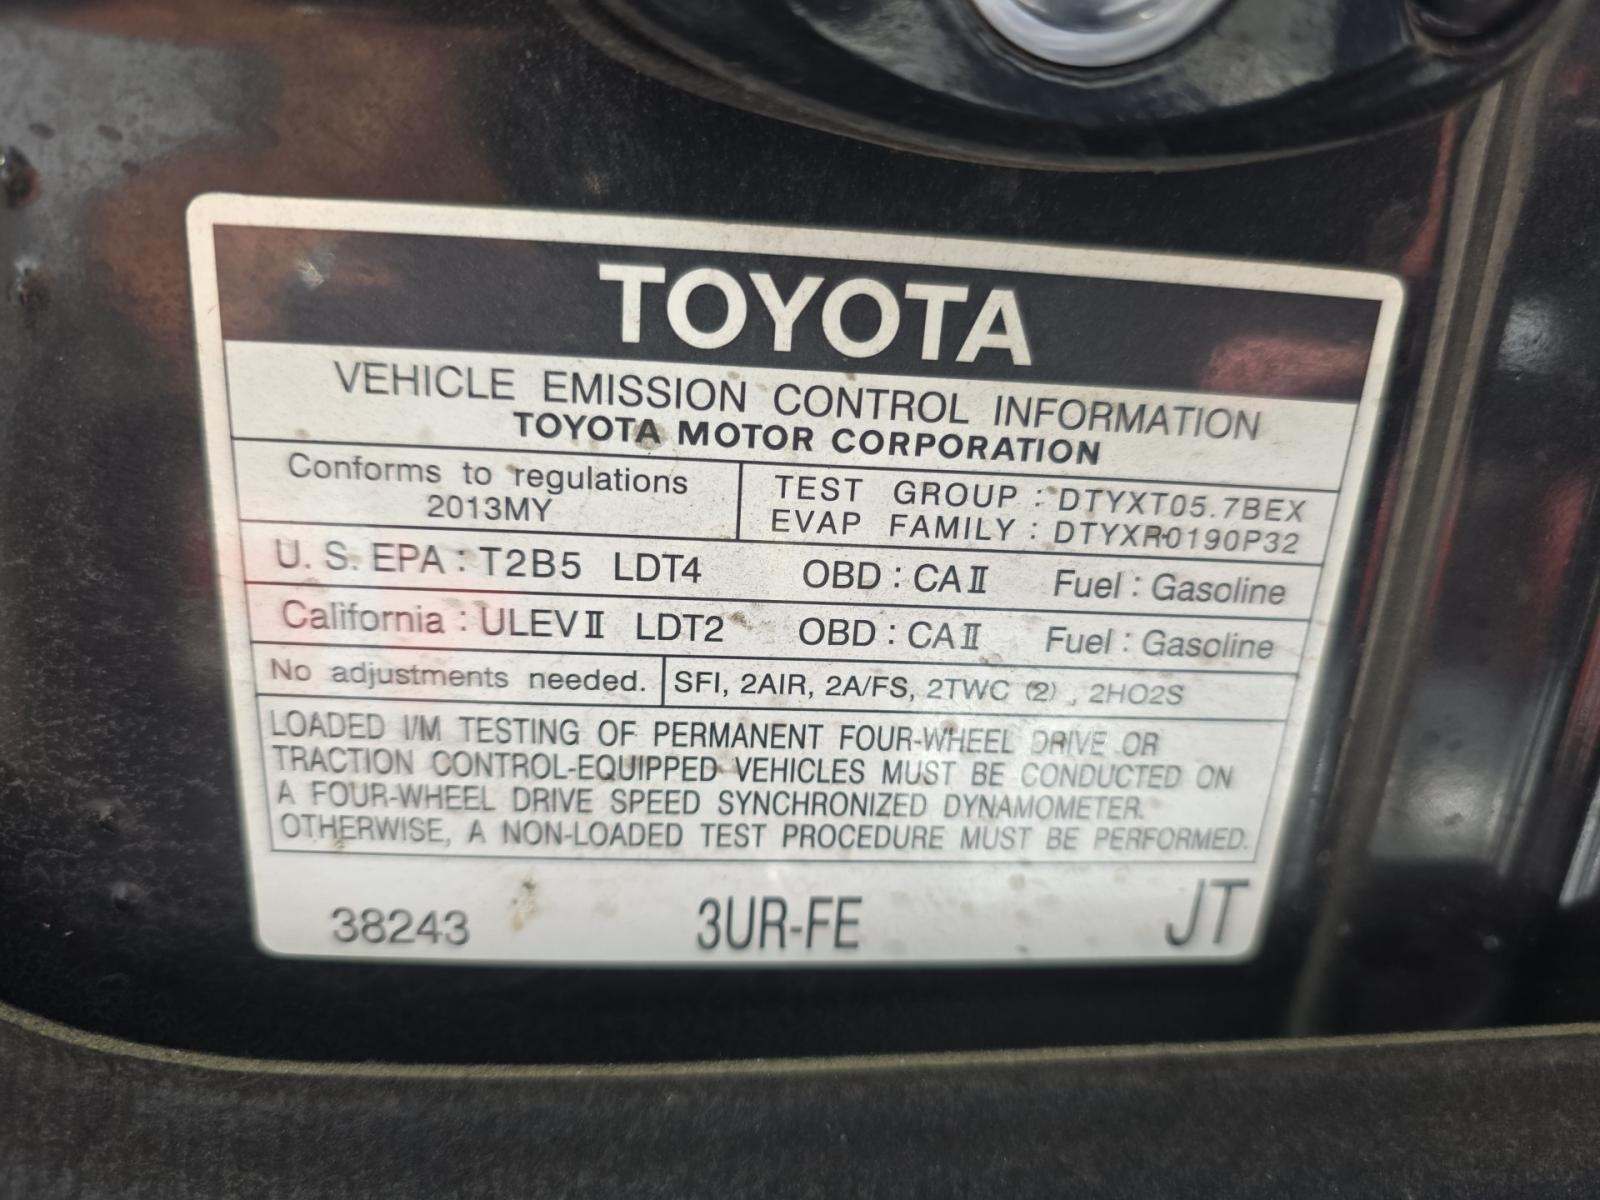 TOYOTA
VEHICLE EMISSION CONTROL INFORMATION
TOYOTA MOTOR CORPORATION
Conforms to regulations
2013MY
TEST GROUP : DTYXT05.7BEX
EVAP FAMILY : DTYXR0190P32
U. S. EPA : T2B5 LDT4 OBD : CAⅡ Fuel : Gasoline
California : ULEVⅡ LDT2 OBD : CAⅡ Fuel : Gasoline
No adjustments needed.
SFI, 2AIR, 2A/FS, 2TWC (2) , 2HO2S
LOADED I/M TESTING OF PERMANENT FOUR-WHEEL DRIVE OR
TRACTION CONTROL-EQUIPPED VEHICLES MUST BE CONDUCTED ON
A FOUR-WHEEL DRIVE SPEED SYNCHRONIZED DYNAMOMETER.
OTHERWISE, A NON-LOADED TEST PROCEDURE MUST BE PERFORMED.
38243 3UR-FE JT